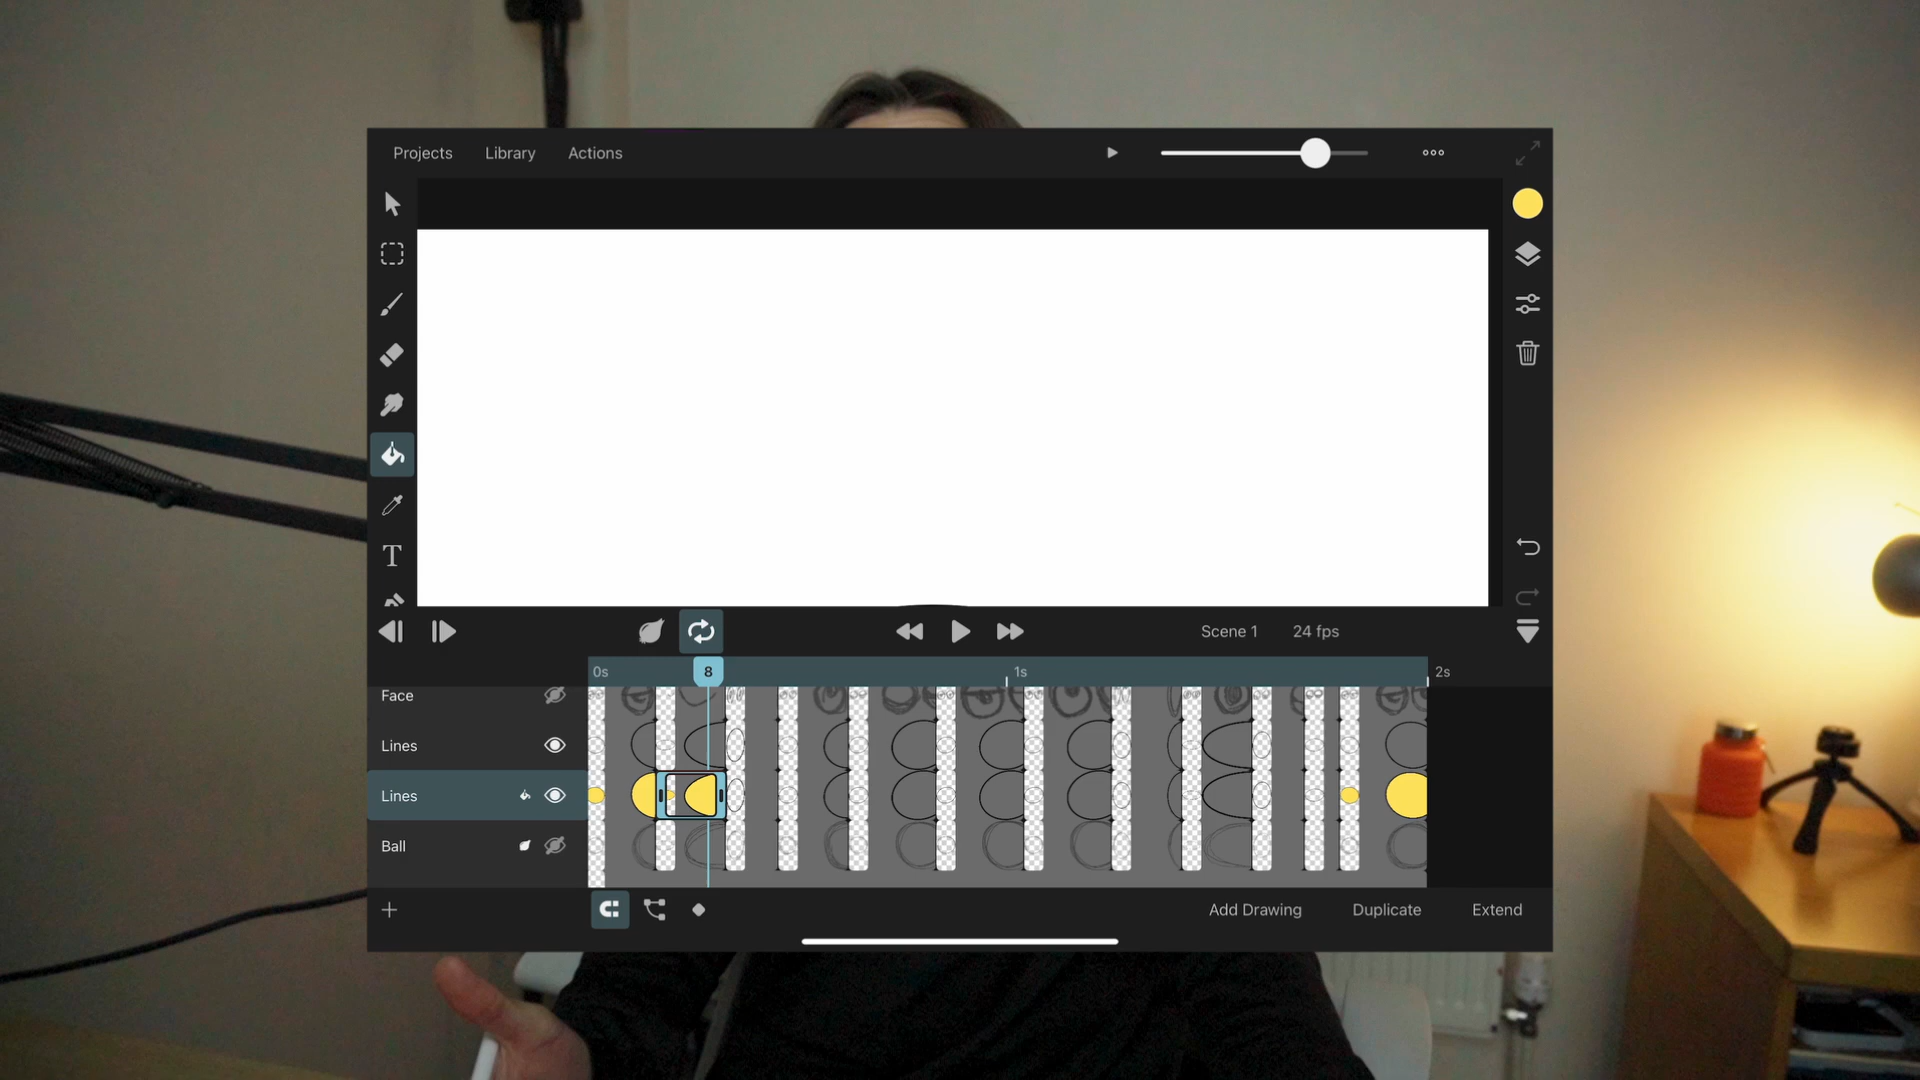 Projects Library Actions
T
Scene 1 24 fps
0s 8 1s 2s
Face
Lines
Lines
Ball
Add Drawing Duplicate Extend